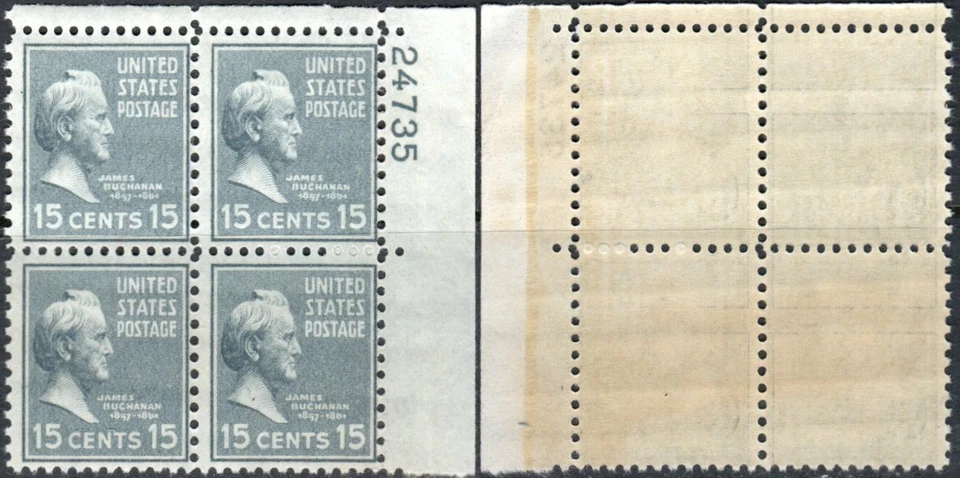 UNITED
STATES
POSTAGE
JAMES
BUCHANAN
1857-1861
15 CENTS 15
UNITED
STATES
POSTAGE
JAMES
BUCHANAN
1857-1861
15 CENTS 15
24735
UNITED
STATES
POSTAGE
JAMES
BUCHANAN
1857-1861
15 CENTS 15
UNITED
STATES
POSTAGE
JAMES
BUCHANAN
1857-1861
15 CENTS 15